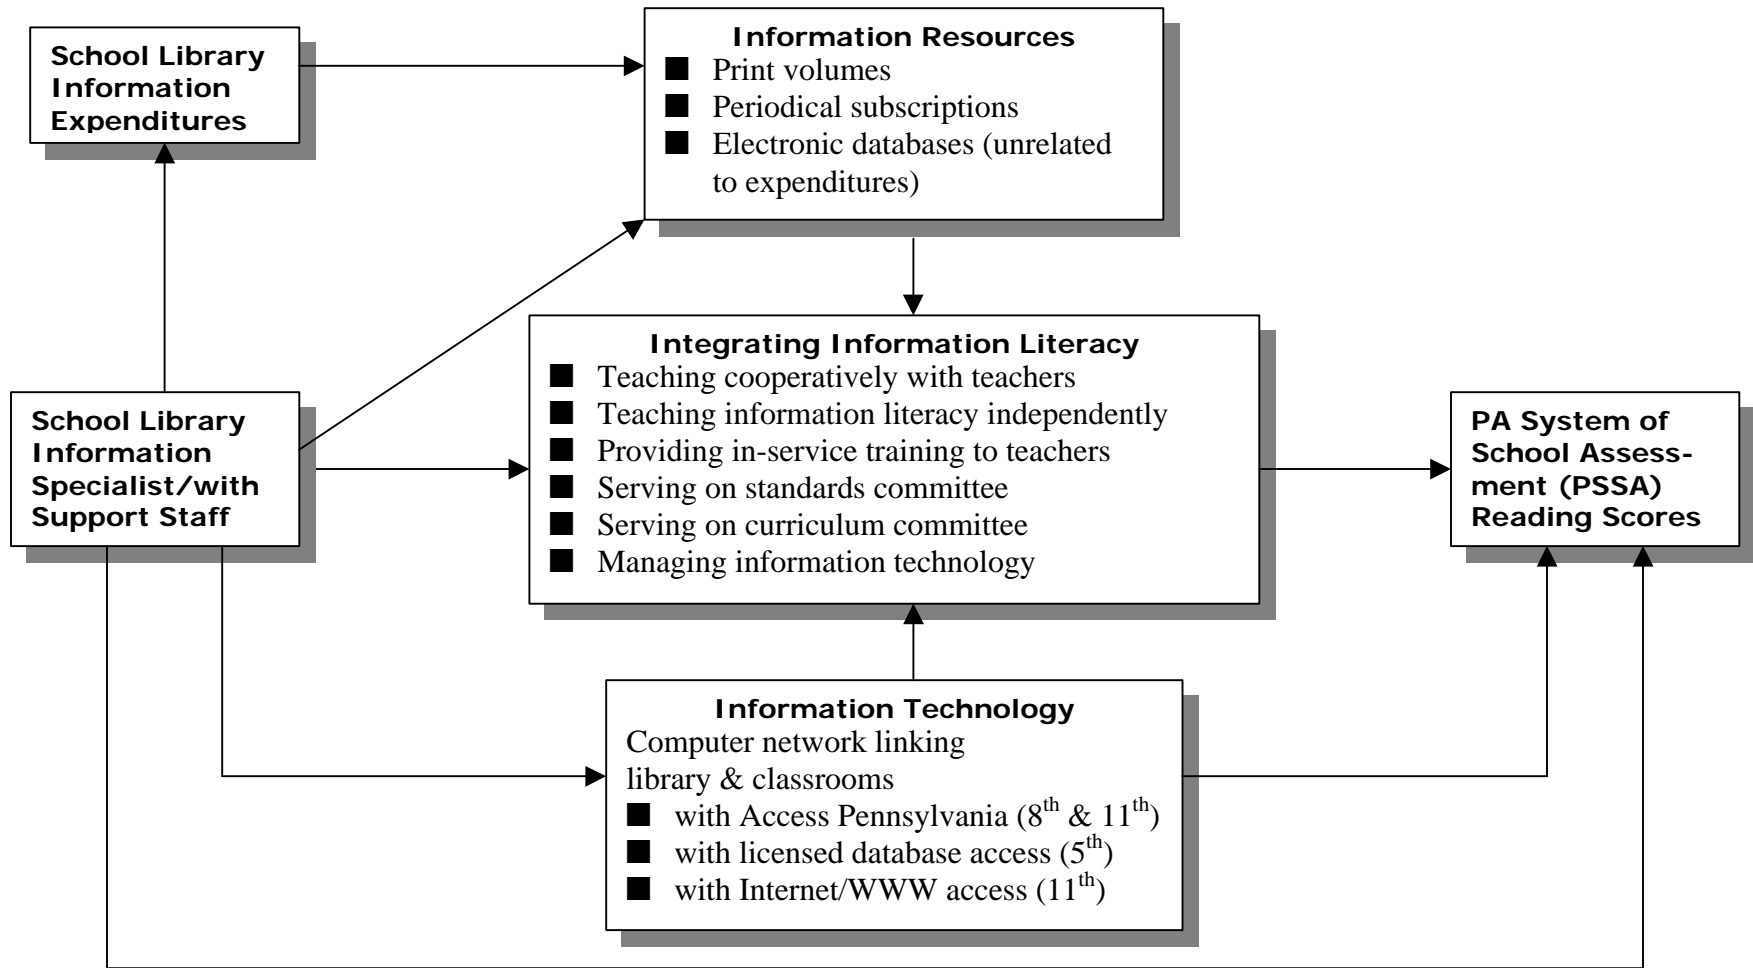 School Library
Information
Expenditures
Information Resources
■ Print volumes
■ Periodical subscriptions
■ Electronic databases (unrelated
to expenditures)
School Library
Information
Specialist/with
Support Staff
Integrating Information Literacy
■ Teaching cooperatively with teachers
■ Teaching information literacy independently
■ Providing in-service training to teachers
■ Serving on standards committee
■ Serving on curriculum committee
■ Managing information technology
PA System of
School Assess-
ment (PSSA)
Reading Scores
Information Technology
Computer network linking
library & classrooms
■ with Access Pennsylvania (8th & 11th)
■ with licensed database access (5th)
■ with Internet/WWW access (11th)